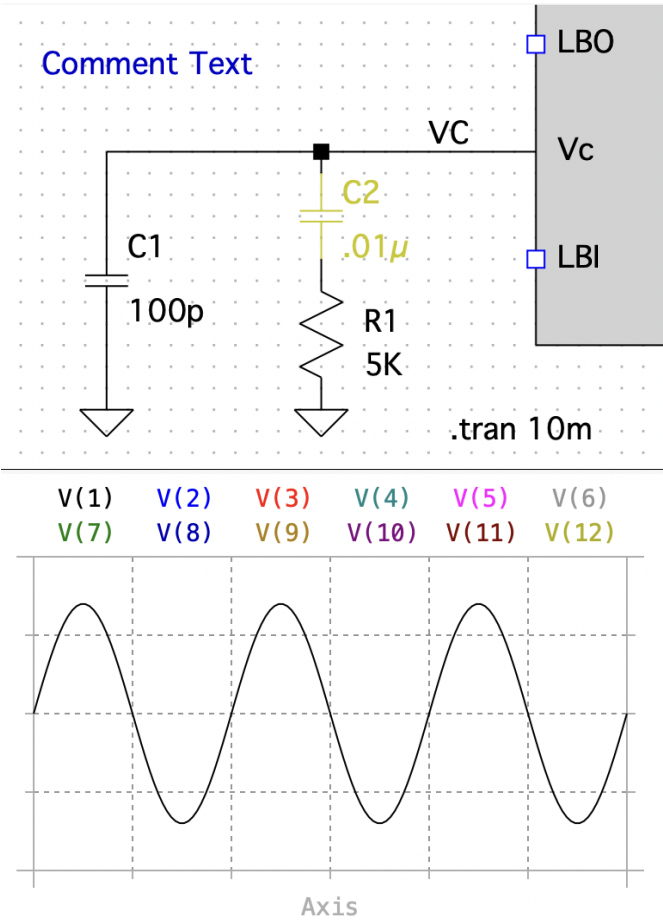 LBO
Comment Text
VC
Vc
C2
C1
.01µ
LBI
100p
R1
5K
.tran 10m
V(1) V(2) V(3) V(4) V(5) V(6)
V(7) V(8) V(9) V(10) V(11) V(12)
Axis